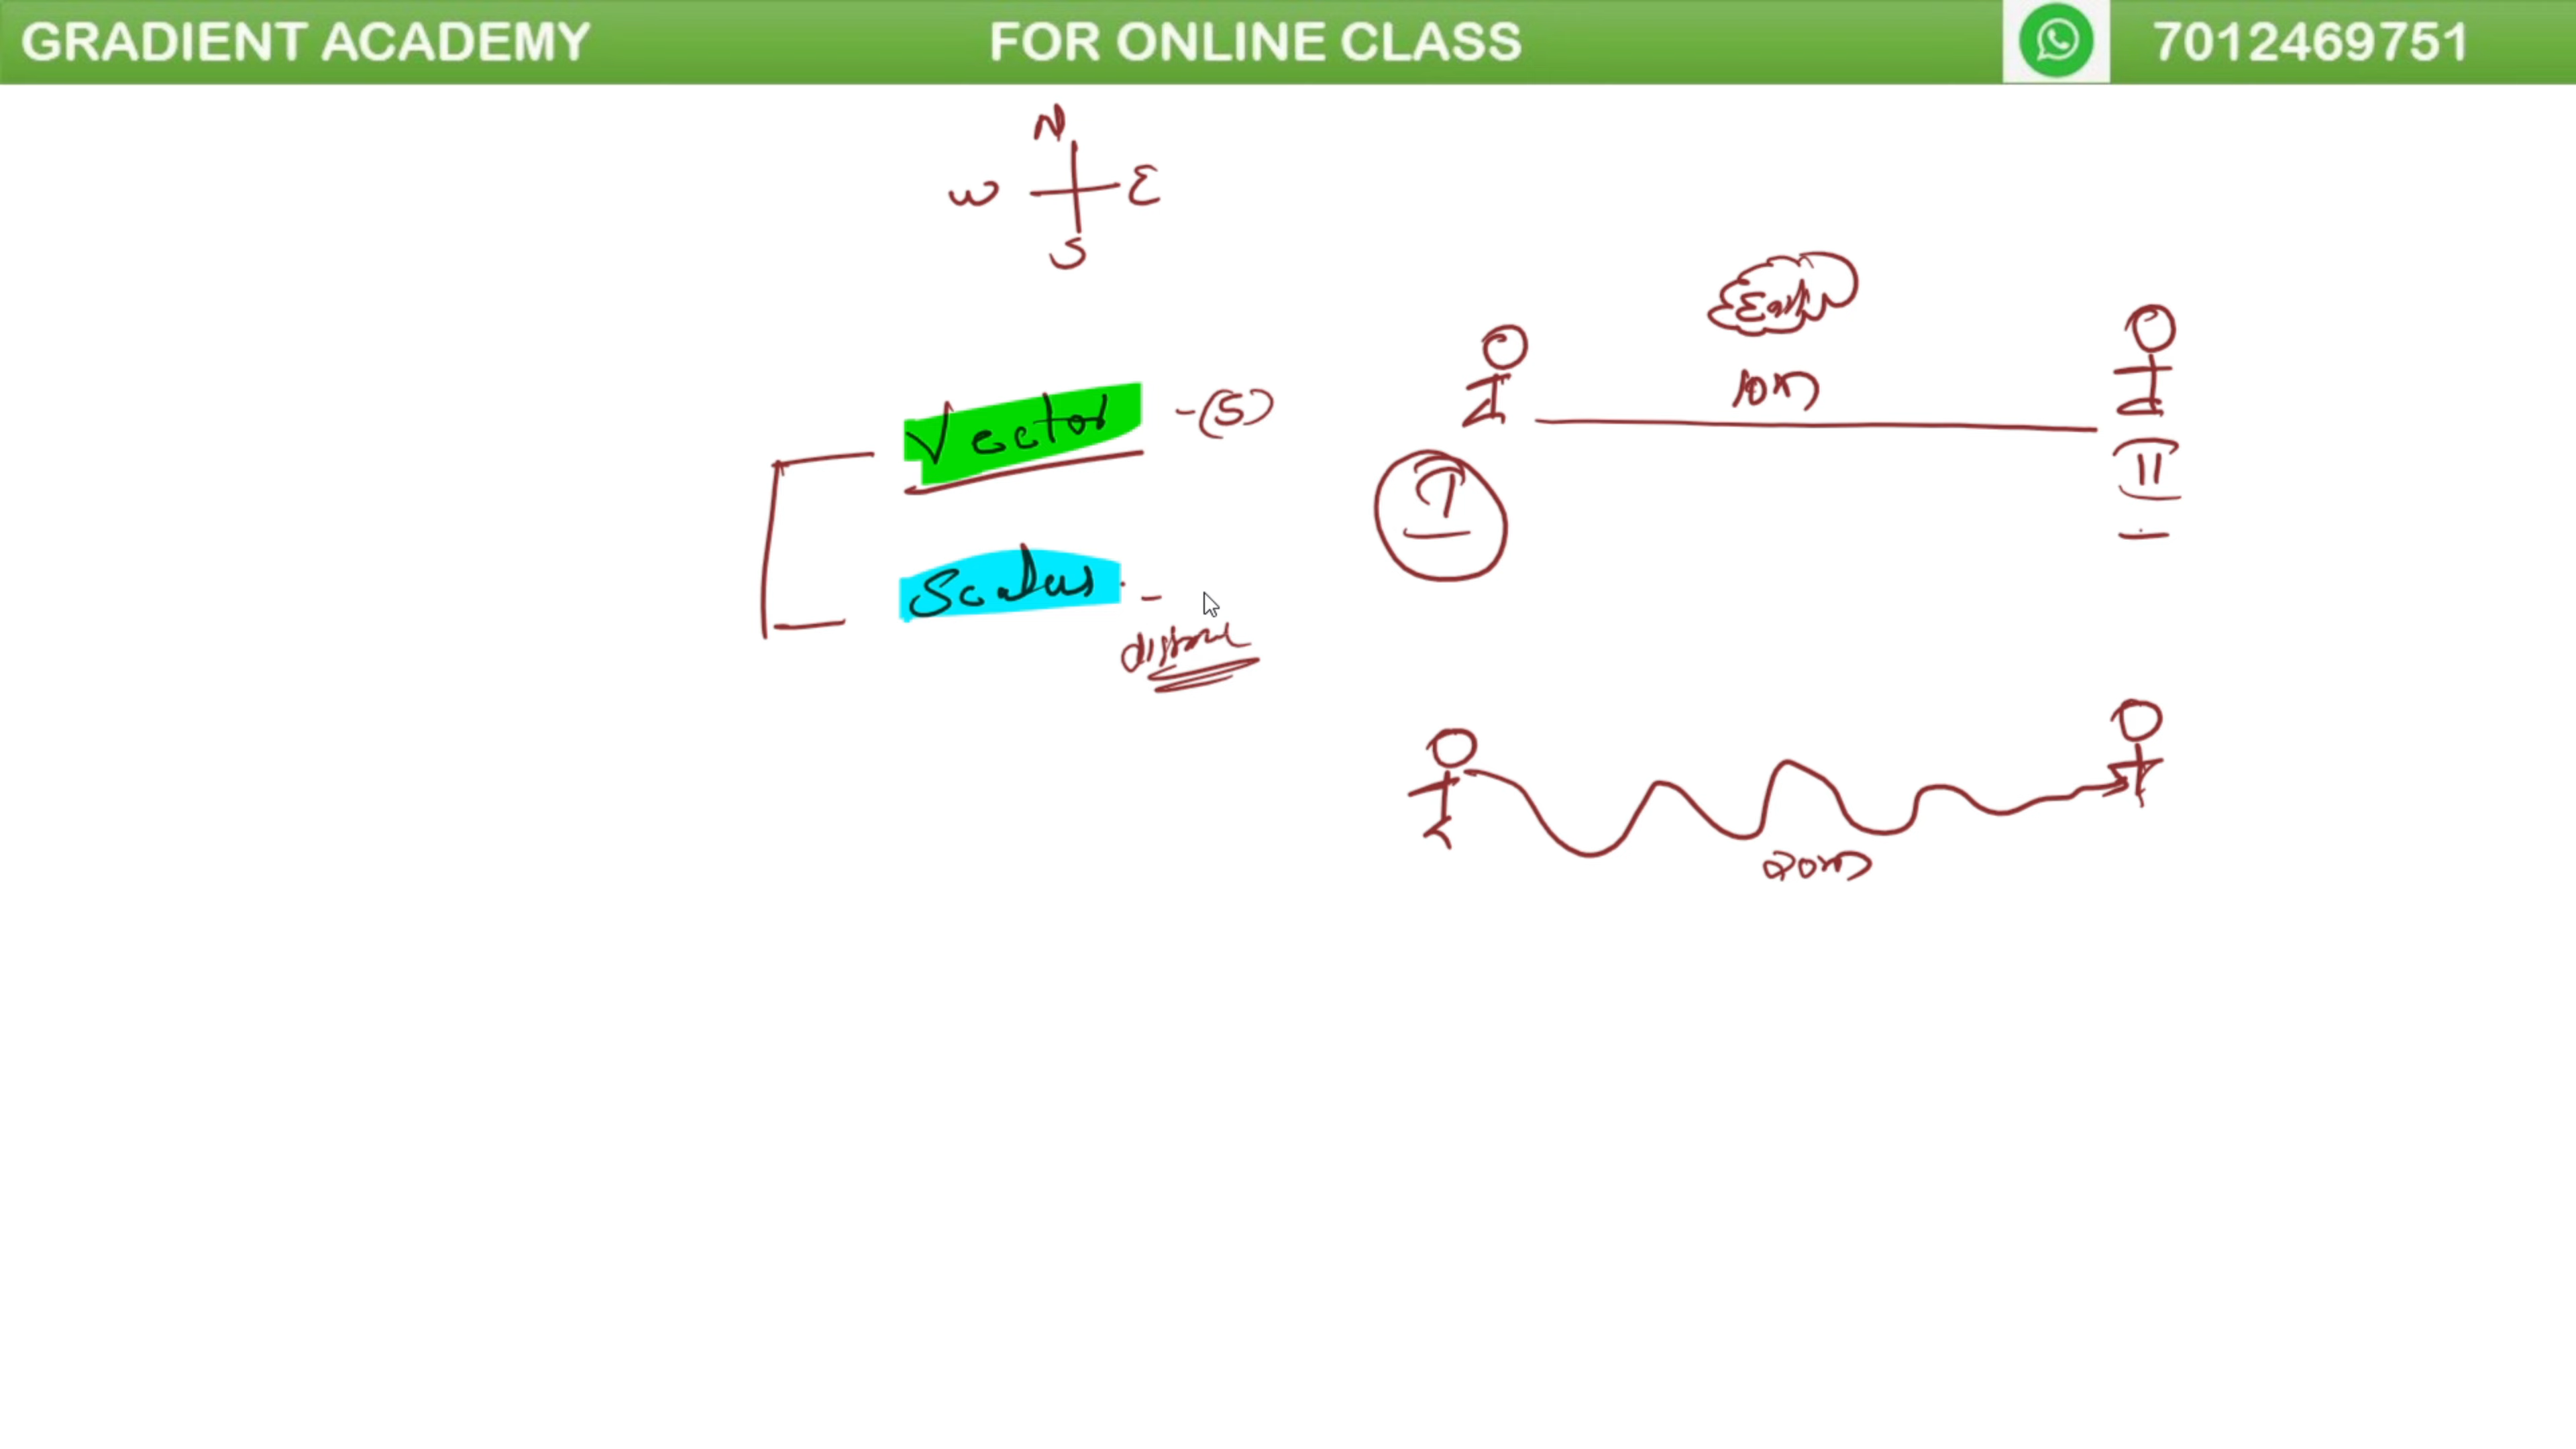 GRADIENT ACADEMY FOR ONLINE CLASS 7012469751
N
W E
S
East
10m
Vector -(S)
I
II
Scalar -
distance
20m